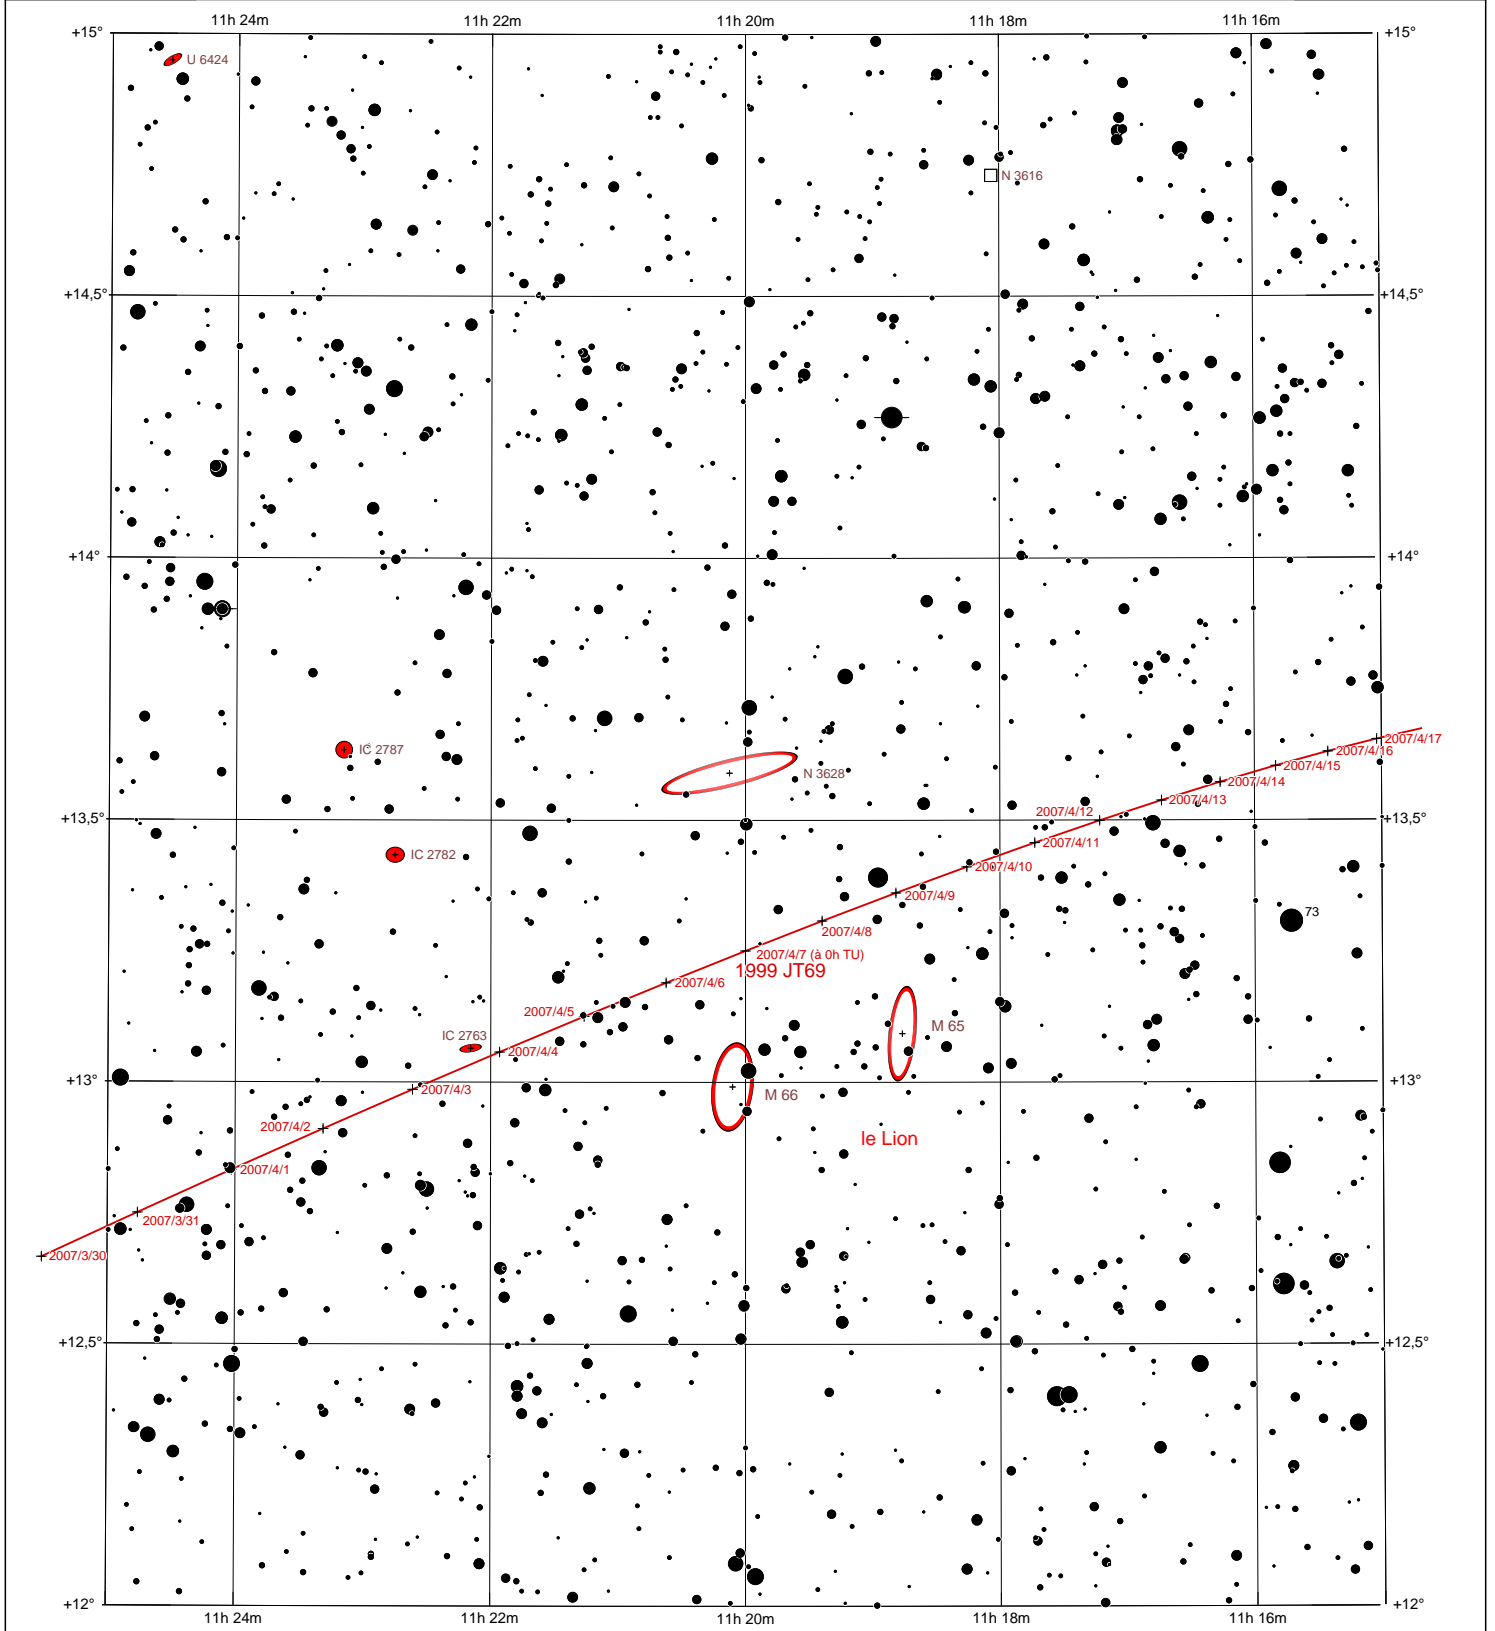 11h 24m 11h 22m 11h 20m 11h 18m 11h 16m
+15° +15°
U 6424
N 3616
+14,5° +14,5°
+14° +14°
IC 2787
2007/4/17
2007/4/16
2007/4/15
N 3628
2007/4/14
2007/4/13
2007/4/12
+13,5° +13,5°
2007/4/11
IC 2782
2007/4/10
2007/4/9
73
2007/4/8
2007/4/7 (à 0h TU)
1999 JT69
2007/4/6
2007/4/5
M 65
IC 2763
2007/4/4
+13° +13°
2007/4/3
M 66
2007/4/2
le Lion
2007/4/1
2007/3/31
2007/3/30
+12,5° +12,5°
+12° +12°
11h 24m 11h 22m 11h 20m 11h 18m 11h 16m